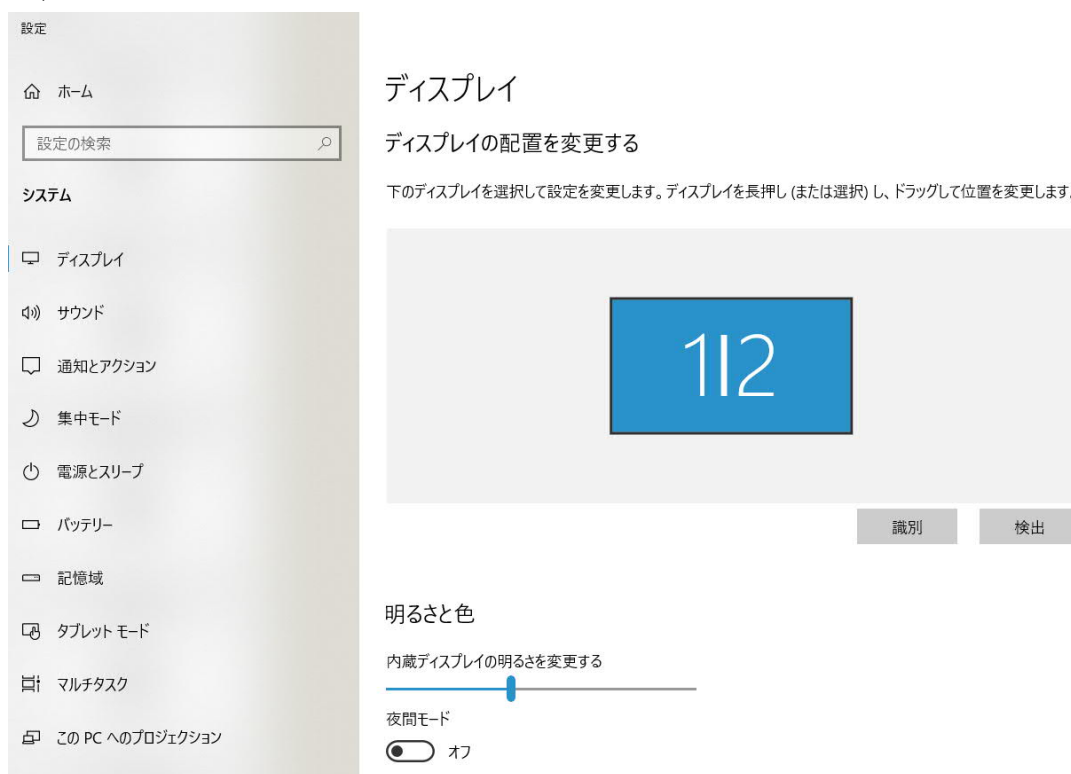 設定
ホーム
設定の検索
システム
ディスプレイ
サウンド
通知とアクション
集中モード
電源とスリープ
バッテリー
記憶域
タブレット モード
マルチタスク
この PC へのプロジェクション
ディスプレイ
ディスプレイの配置を変更する
下のディスプレイを選択して設定を変更します。ディスプレイを長押し (または選択) し、ドラッグして位置を変更します。
1|2
識別
検出
明るさと色
内蔵ディスプレイの明るさを変更する
夜間モード
オフ